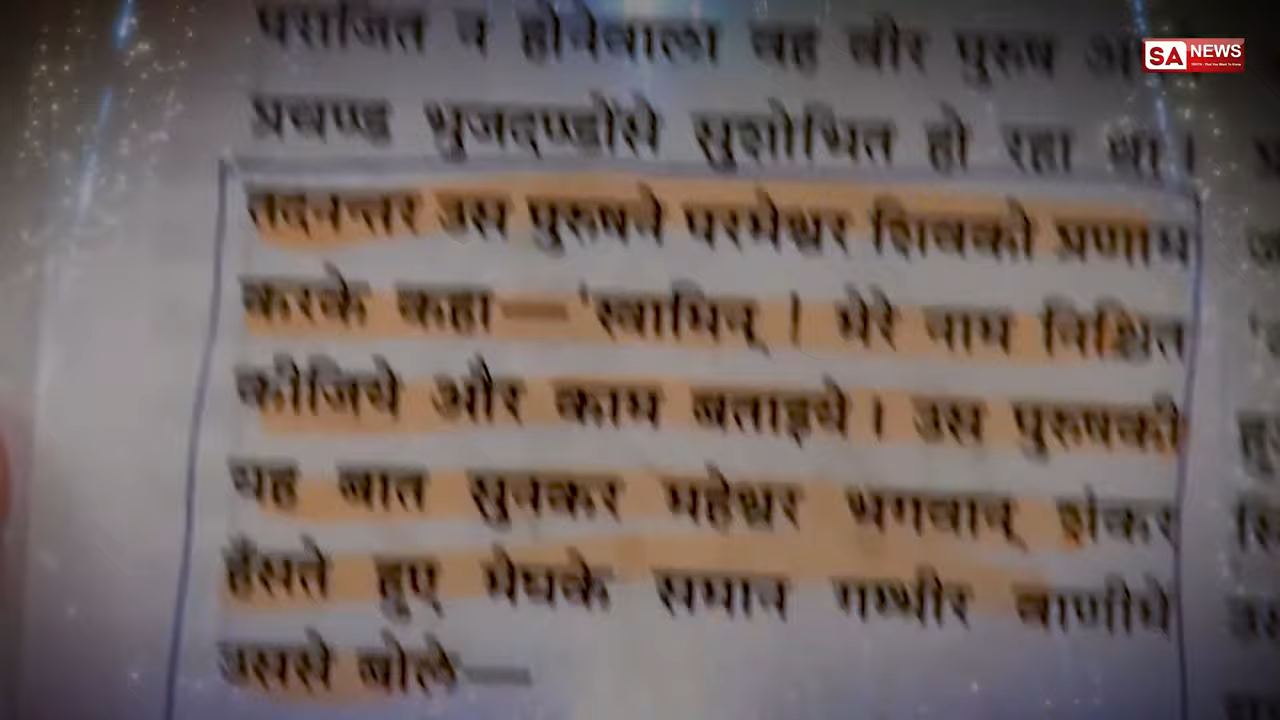 पराजित न होनेवाला वह वीर पुरुष
प्रचण्ड भुजदण्डोंसे सुशोभित हो रहा था।
तदनन्तर उस पुरुषने परमेश्वर शिवको प्रणाम
करके कहा—'स्वामिन् ! मेरे नाम निश्चित
कीजिये और काम बताइये। उस पुरुषकी
यह बात सुनकर महेश्वर भगवान् शंकर
हँसते हुए मेघके समान गम्भीर वाणीमें
उससे बोले—
SA NEWS